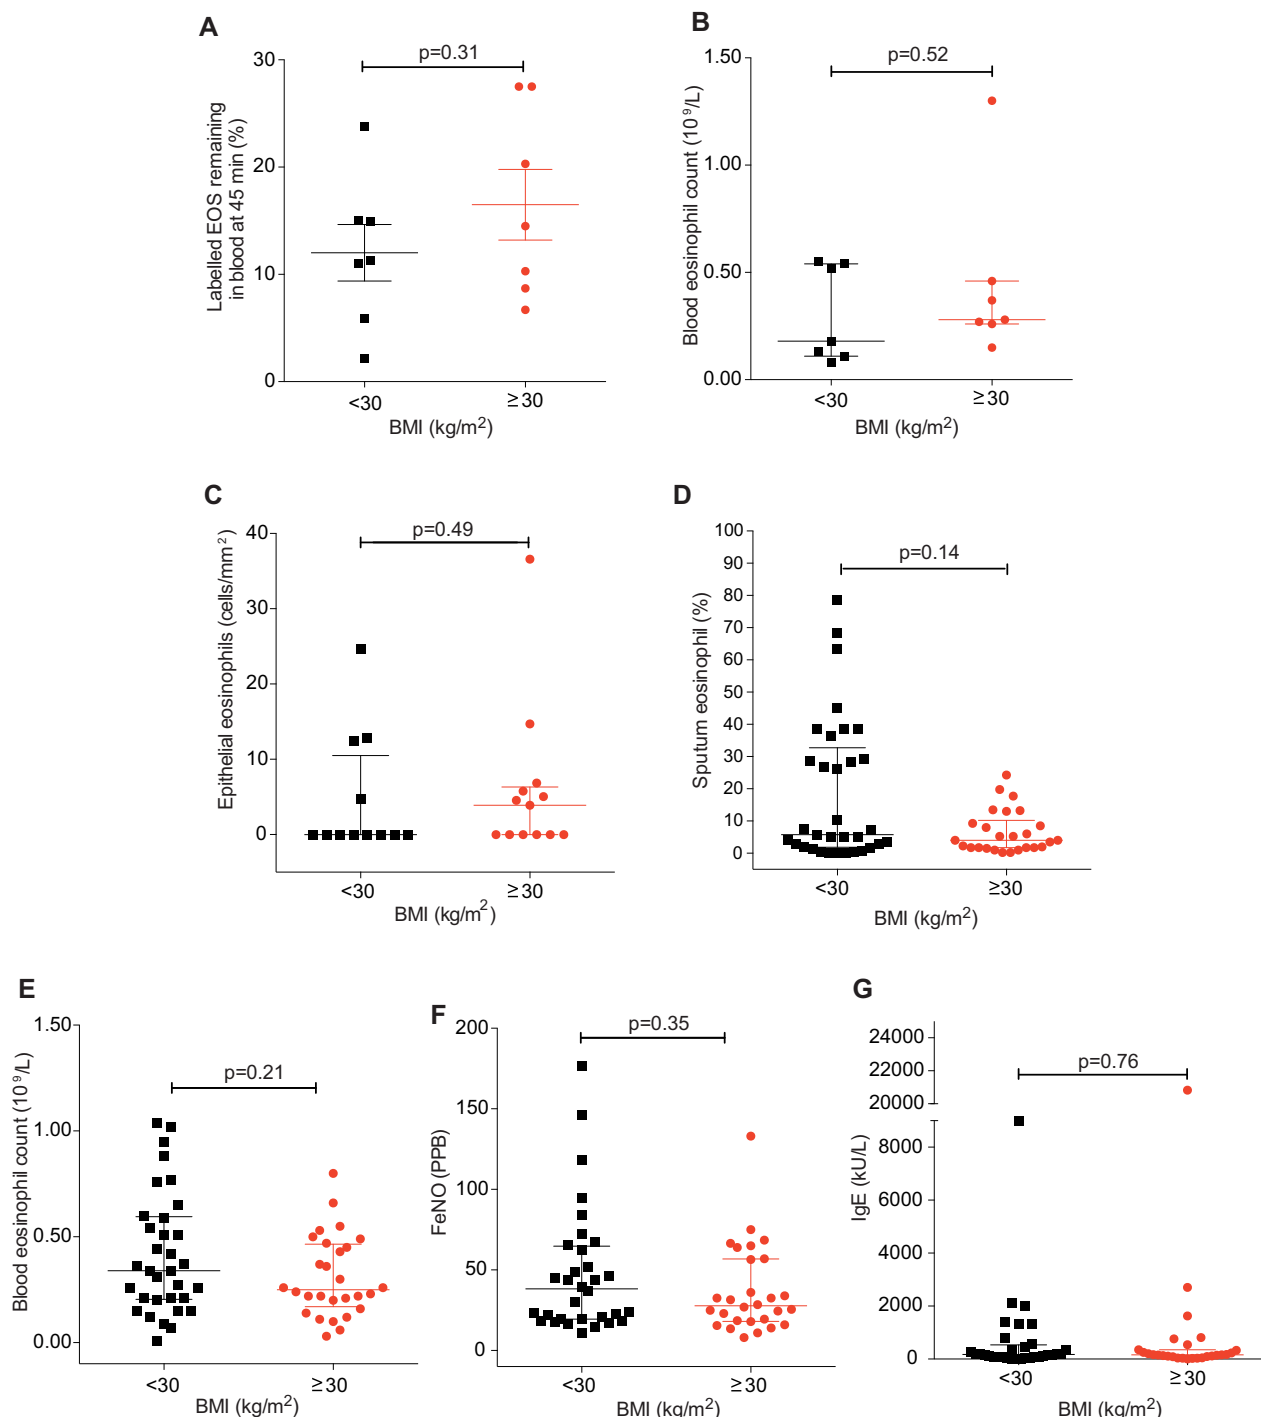 A
p=0.31
30
20
10
0
Labelled EOS remaining
in blood at 45 min (%)
<30
≥30
BMI (kg/m²)
B
p=0.52
1.50
1.00
0.50
0.00
Blood eosinophil count (10⁹/L)
<30
≥30
BMI (kg/m²)
C
p=0.49
40
30
20
10
0
Epithelial eosinophils (cells/mm²)
<30
≥30
BMI (kg/m²)
D
p=0.14
100
90
80
70
60
50
40
30
20
10
0
Sputum eosinophil (%)
<30
≥30
BMI (kg/m²)
E
p=0.21
1.50
1.00
0.50
0.00
Blood eosinophil count (10⁹/L)
<30
≥30
BMI (kg/m²)
F
p=0.35
200
150
100
50
0
FeNO (PPB)
<30
≥30
BMI (kg/m²)
G
p=0.76
24000
22000
20000
8000
6000
4000
2000
0
IgE (kU/L)
<30
≥30
BMI (kg/m²)